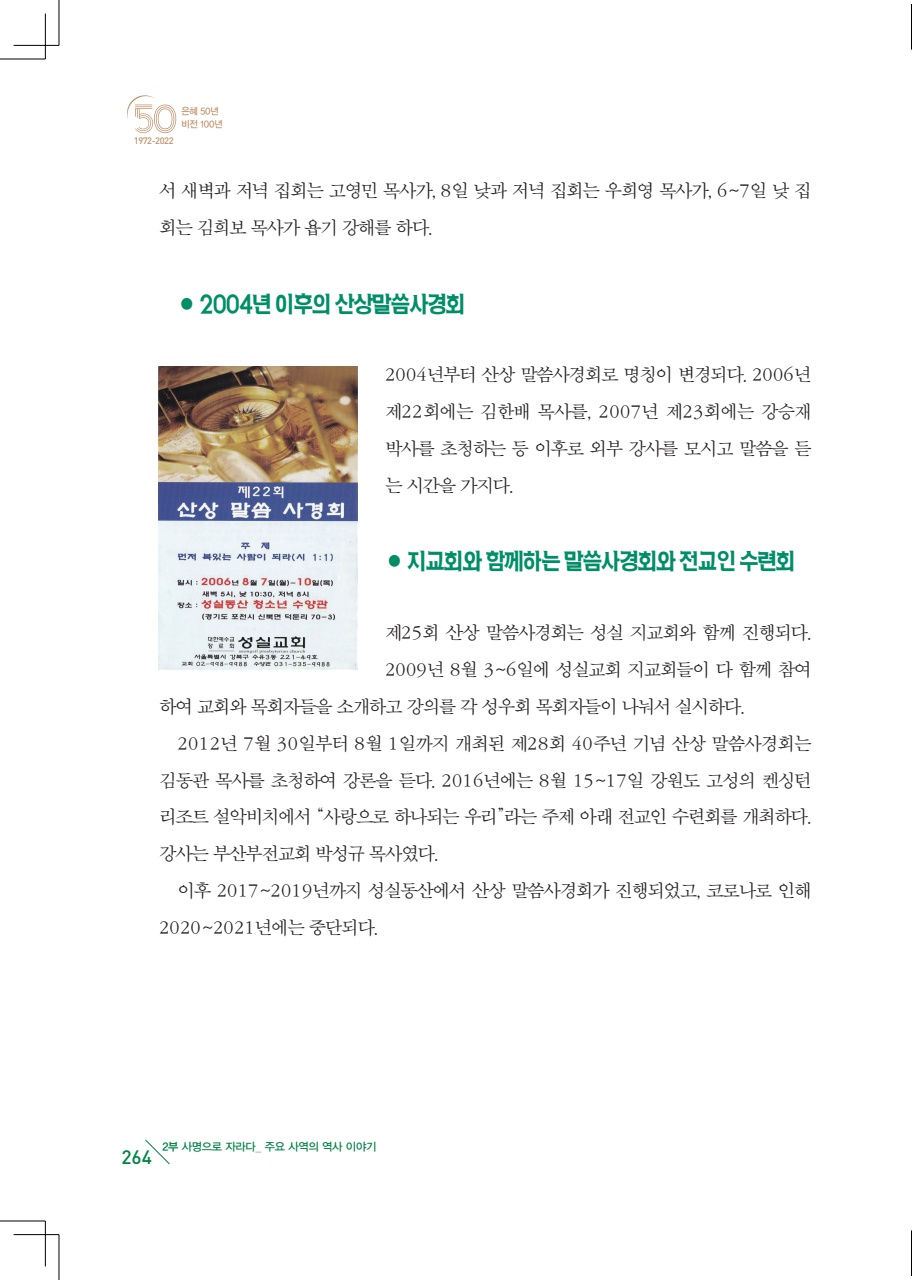 50 은혜 50년
비전 100년
1972-2022
서 새벽과 저녁 집회는 고영민 목사가, 8일 낮과 저녁 집회는 우희영 목사가, 6~7일 낮 집
회는 김희보 목사가 욥기 강해를 하다.
● 2004년 이후의 산상말씀사경회
제22회
산상 말씀 사경회
주 제
먼저 복있는 사람이 되라(시 1:1)
일시 : 2006년 8월 7일(월)-10일(목)
새벽 5시, 낮 10:30, 저녁 8시
장소 : 성실동산 청소년 수양관
(경기도 포천시 신북면 덕둔리 70-3)
대한예수교
장로회 성실교회
서울특별시 강북구 수유3동 221-49호
교회 02-998-9988 수양관 031-535-9988
2004년부터 산상 말씀사경회로 명칭이 변경되다. 2006년
제22회에는 김한배 목사를, 2007년 제23회에는 강승재
박사를 초청하는 등 이후로 외부 강사를 모시고 말씀을 듣
는 시간을 가지다.
● 지교회와 함께하는 말씀사경회와 전교인 수련회
제25회 산상 말씀사경회는 성실 지교회와 함께 진행되다.
2009년 8월 3~6일에 성실교회 지교회들이 다 함께 참여
하여 교회와 목회자들을 소개하고 강의를 각 성우회 목회자들이 나눠서 실시하다.
2012년 7월 30일부터 8월 1일까지 개최된 제28회 40주년 기념 산상 말씀사경회는
김동관 목사를 초청하여 강론을 듣다. 2016년에는 8월 15~17일 강원도 고성의 켄싱턴
리조트 설악비치에서 “사랑으로 하나되는 우리”라는 주제 아래 전교인 수련회를 개최하다.
강사는 부산부전교회 박성규 목사였다.
이후 2017~2019년까지 성실동산에서 산상 말씀사경회가 진행되었고, 코로나로 인해
2020~2021년에는 중단되다.
264 2부 사명으로 자라다_ 주요 사역의 역사 이야기